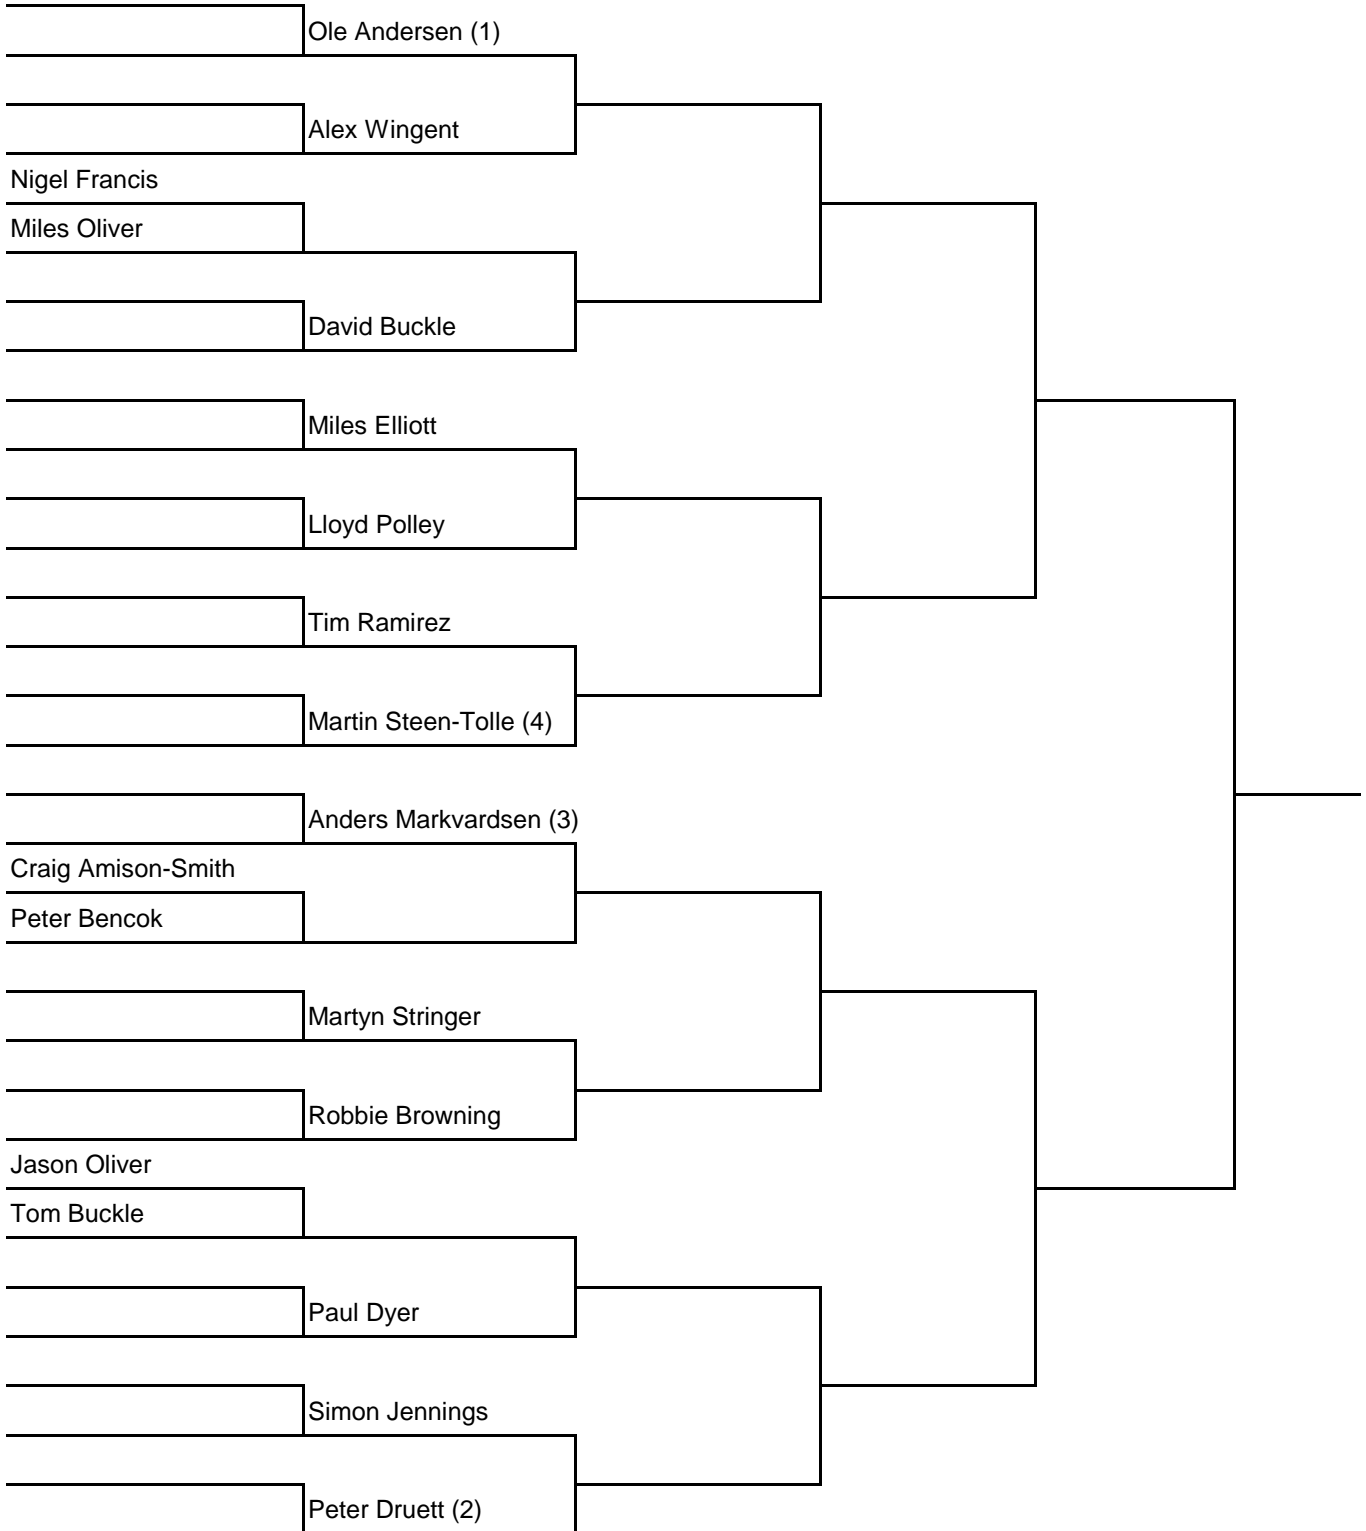 Ole Andersen (1)
Alex Wingent
Nigel Francis
Miles Oliver
David Buckle
Miles Elliott
Lloyd Polley
Tim Ramirez
Martin Steen-Tolle (4)
Anders Markvardsen (3)
Craig Amison-Smith
Peter Bencok
Martyn Stringer
Robbie Browning
Jason Oliver
Tom Buckle
Paul Dyer
Simon Jennings
Peter Druett (2)